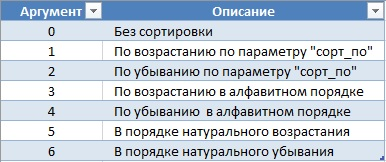 Аргумент Описание
0 Без сортировки
1 По возрастанию по параметру "сорт_по"
2 По убыванию по параметру "сорт_по"
3 По возрастанию в алфавитном порядке
4 По убыванию в алфавитном порядке
5 В порядке натурального возрастания
6 В порядке натурального убывания